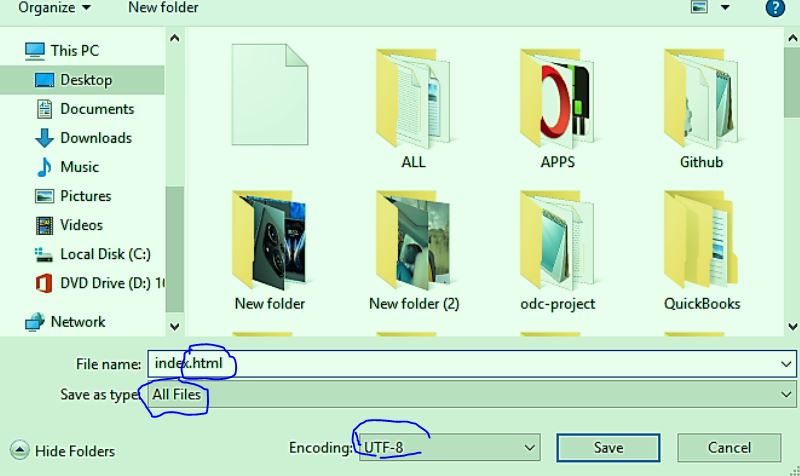 Organize New folder
This PC
Desktop
Documents
Downloads
Music
Pictures
Videos
Local Disk (C:)
DVD Drive (D:) 16
Network
ALL APPS Github
New folder New folder (2) odc-project QuickBooks
File name: index.html
Save as type: All Files
Hide Folders Encoding: UTF-8 Save Cancel